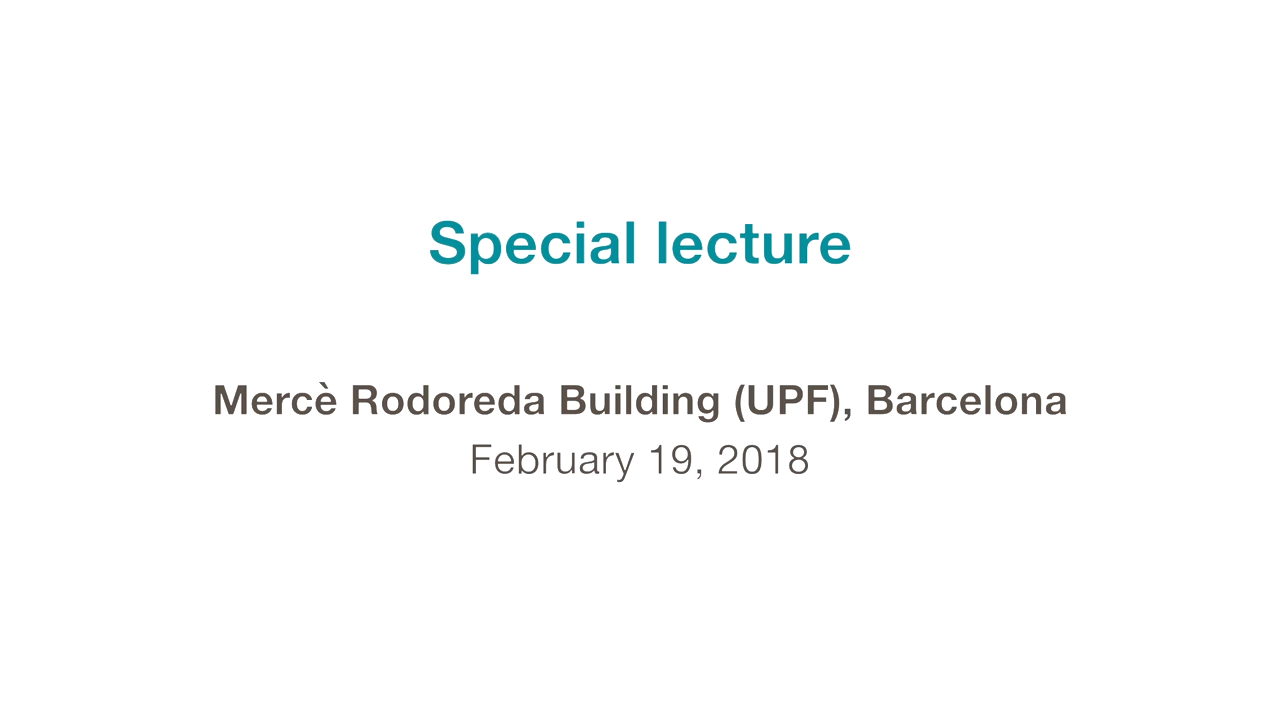 Special lecture
Mercè Rodoreda Building (UPF), Barcelona
February 19, 2018